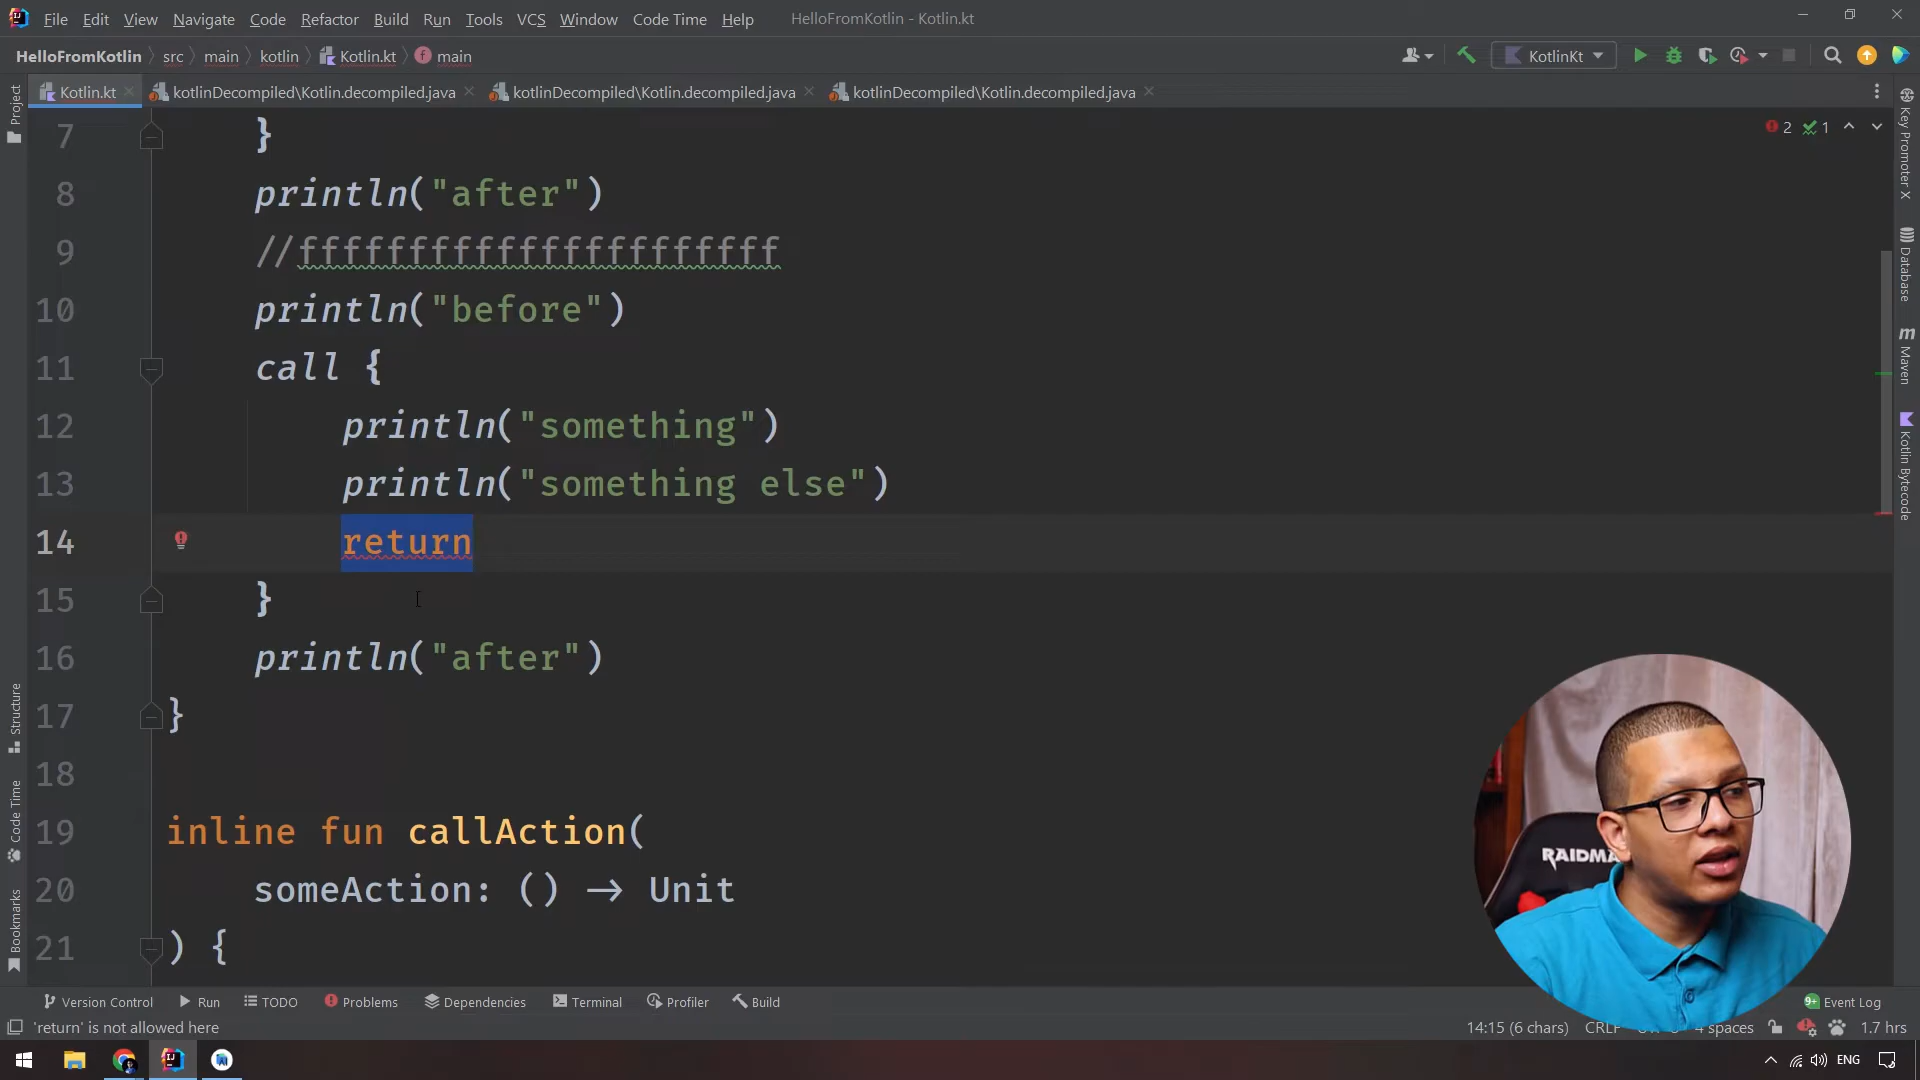 File Edit View Navigate Code Refactor Build Run Tools VCS Window Code Time Help HelloFromKotlin - Kotlin.kt
HelloFromKotlin src main kotlin Kotlin.kt main KotlinKt
Kotlin.kt kotlinDecompiled\Kotlin.decompiled.java kotlinDecompiled\Kotlin.decompiled.java kotlinDecompiled\Kotlin.decompiled.java
Project
2 1
7 }
8 println("after")
9 //ffffffffffffffffffffff
10 println("before")
11 call {
12 println("something")
13 println("something else")
14 return
15 }
16 println("after")
17 }
18
19 inline fun callAction(
20 someAction: () → Unit
21 ) {
Structure
Code Time
Bookmarks
Key Promoter X
Database
Maven
Kotlin Bytecode
RAIDMA
Version Control Run TODO Problems Dependencies Terminal Profiler Build 9+ Event Log
'return' is not allowed here 14:15 (6 chars) CRLF 4 spaces 1.7 hrs
ENG